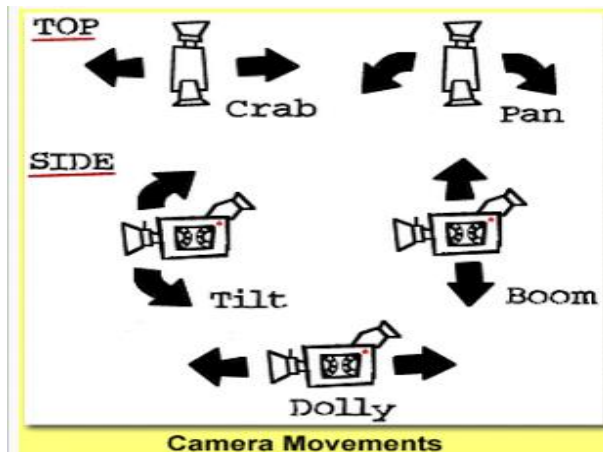 TOP
Crab
Pan
SIDE
Tilt
Boom
Dolly
Camera Movements